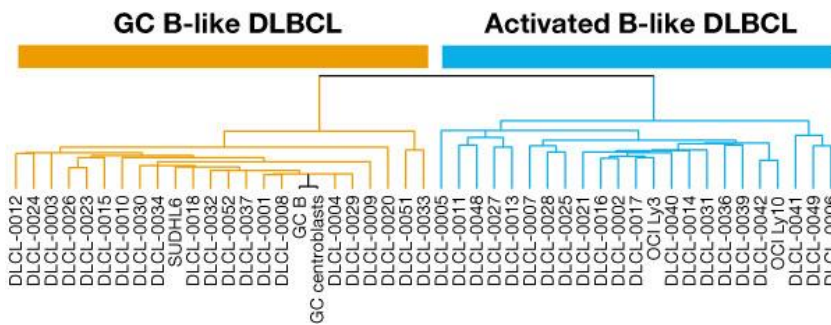 GC B-like DLBCL
Activated B-like DLBCL
DLCL-0012
DLCL-0024
DLCL-0003
DLCL-0026
DLCL-0023
DLCL-0015
DLCL-0010
DLCL-0030
DLCL-0034
SUDHL6
DLCL-0018
DLCL-0032
DLCL-0052
DLCL-0037
DLCL-0001
DLCL-0008
GC B
GC centroblasts
DLCL-0004
DLCL-0029
DLCL-0009
DLCL-0020
DLCL-0051
DLCL-0033
DLCL-0005
DLCL-0011
DLCL-0048
DLCL-0027
DLCL-0013
DLCL-0007
DLCL-0028
DLCL-0025
DLCL-0021
DLCL-0016
DLCL-0002
DLCL-0017
OCI Ly3
DLCL-0040
DLCL-0014
DLCL-0031
DLCL-0036
DLCL-0039
DLCL-0042
OCI Ly10
DLCL-0041
DLCL-0049